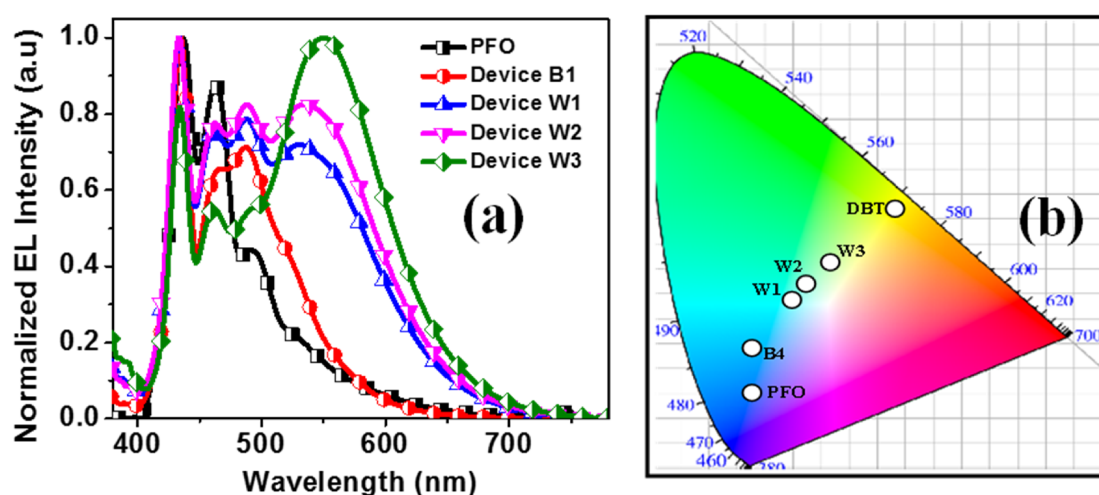 Normalized EL Intensity (a.u)
1.0
0.8
0.6
0.4
0.2
0.0
400
500
600
700
Wavelength (nm)
PFO
Device B1
Device W1
Device W2
Device W3
(a)
520
540
560
580
600
620
700
490
480
470
460
380
DBT
W3
W2
W1
B4
PFO
(b)